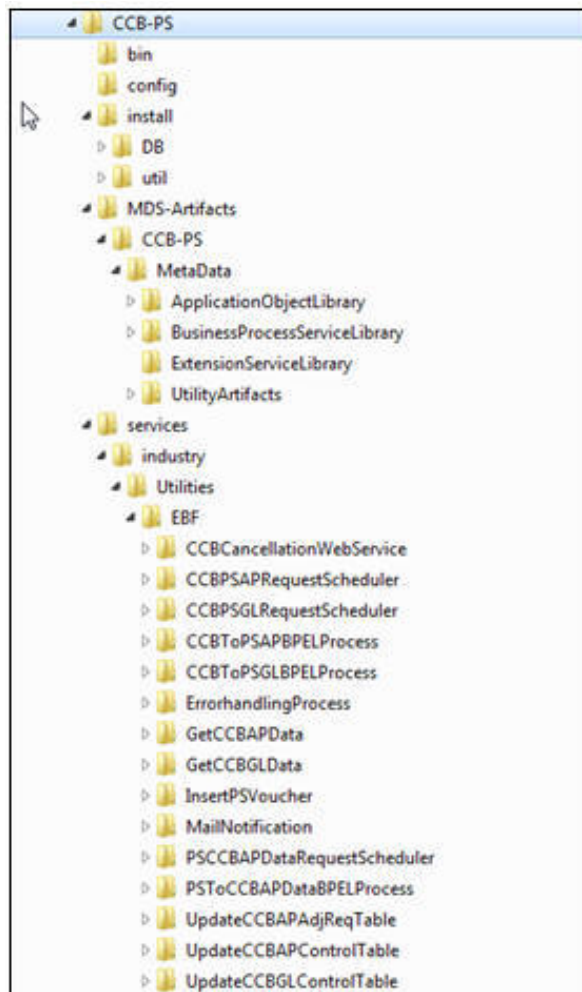 CCB-PS
bin
config
install
DB
util
MDS-Artifacts
CCB-PS
MetaData
ApplicationObjectLibrary
BusinessProcessServiceLibrary
ExtensionServiceLibrary
UtilityArtifacts
services
industry
Utilities
EBF
CCBCancellationWebService
CCBPSAPRequestScheduler
CCBPSGLRequestScheduler
CCBToPSAPBPELProcess
CCBToPSGLBPELProcess
ErrorhandlingProcess
GetCCBAPData
GetCCBGLData
InsertPSVoucher
MailNotification
PSCCBAPDataRequestScheduler
PSToCCBAPDataBPELProcess
UpdateCCBAPAdjReqTable
UpdateCCBAPControlTable
UpdateCCBGLControlTable